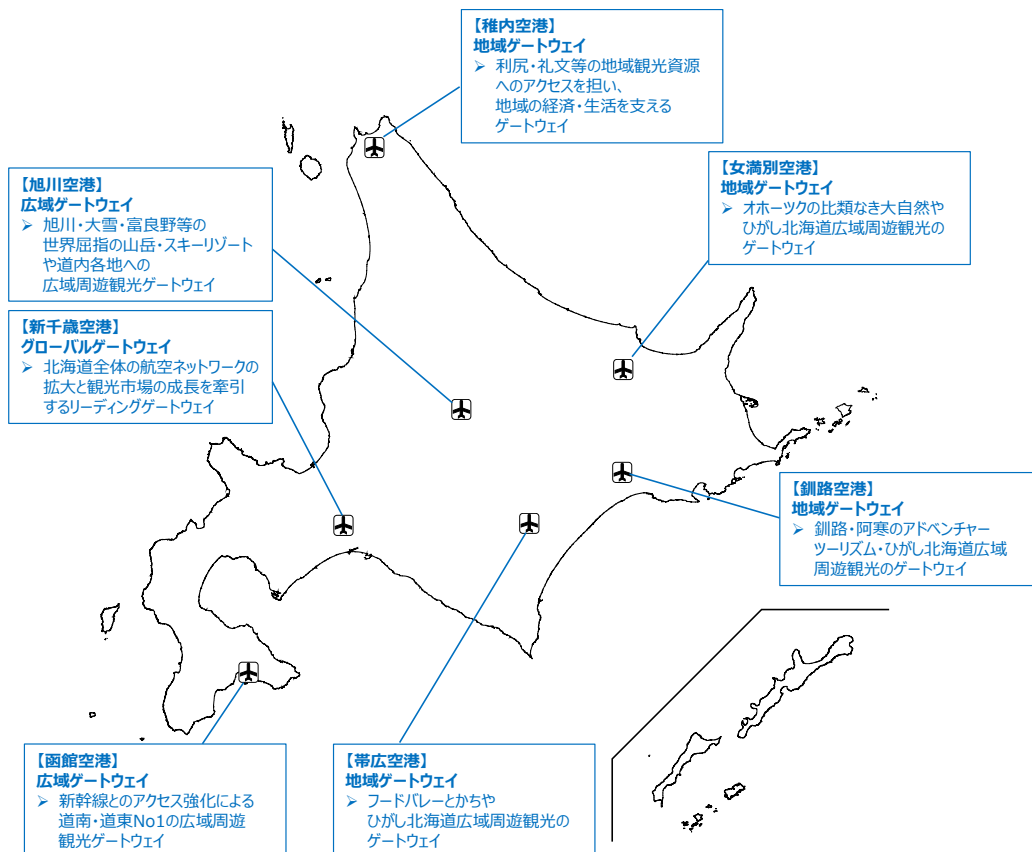 【稚内空港】
地域ゲートウェイ
➢ 利尻・礼文等の地域観光資源
へのアクセスを担い、
地域の経済・生活を支える
ゲートウェイ
【女満別空港】
地域ゲートウェイ
➢ オホーツクの比類なき大自然や
ひがし北海道広域周遊観光の
ゲートウェイ
【旭川空港】
広域ゲートウェイ
➢ 旭川・大雪・富良野等の
世界屈指の山岳・スキーリゾート
や道内各地への
広域周遊観光ゲートウェイ
【新千歳空港】
グローバルゲートウェイ
➢ 北海道全体の航空ネットワークの
拡大と観光市場の成長を牽引
するリーディングゲートウェイ
【釧路空港】
地域ゲートウェイ
➢ 釧路・阿寒のアドベンチャー
ツーリズム・ひがし北海道広域
周遊観光のゲートウェイ
【函館空港】
広域ゲートウェイ
➢ 新幹線とのアクセス強化による
道南・道東No1の広域周遊
観光ゲートウェイ
【帯広空港】
地域ゲートウェイ
➢ フードバレーとかちや
ひがし北海道広域周遊観光の
ゲートウェイ